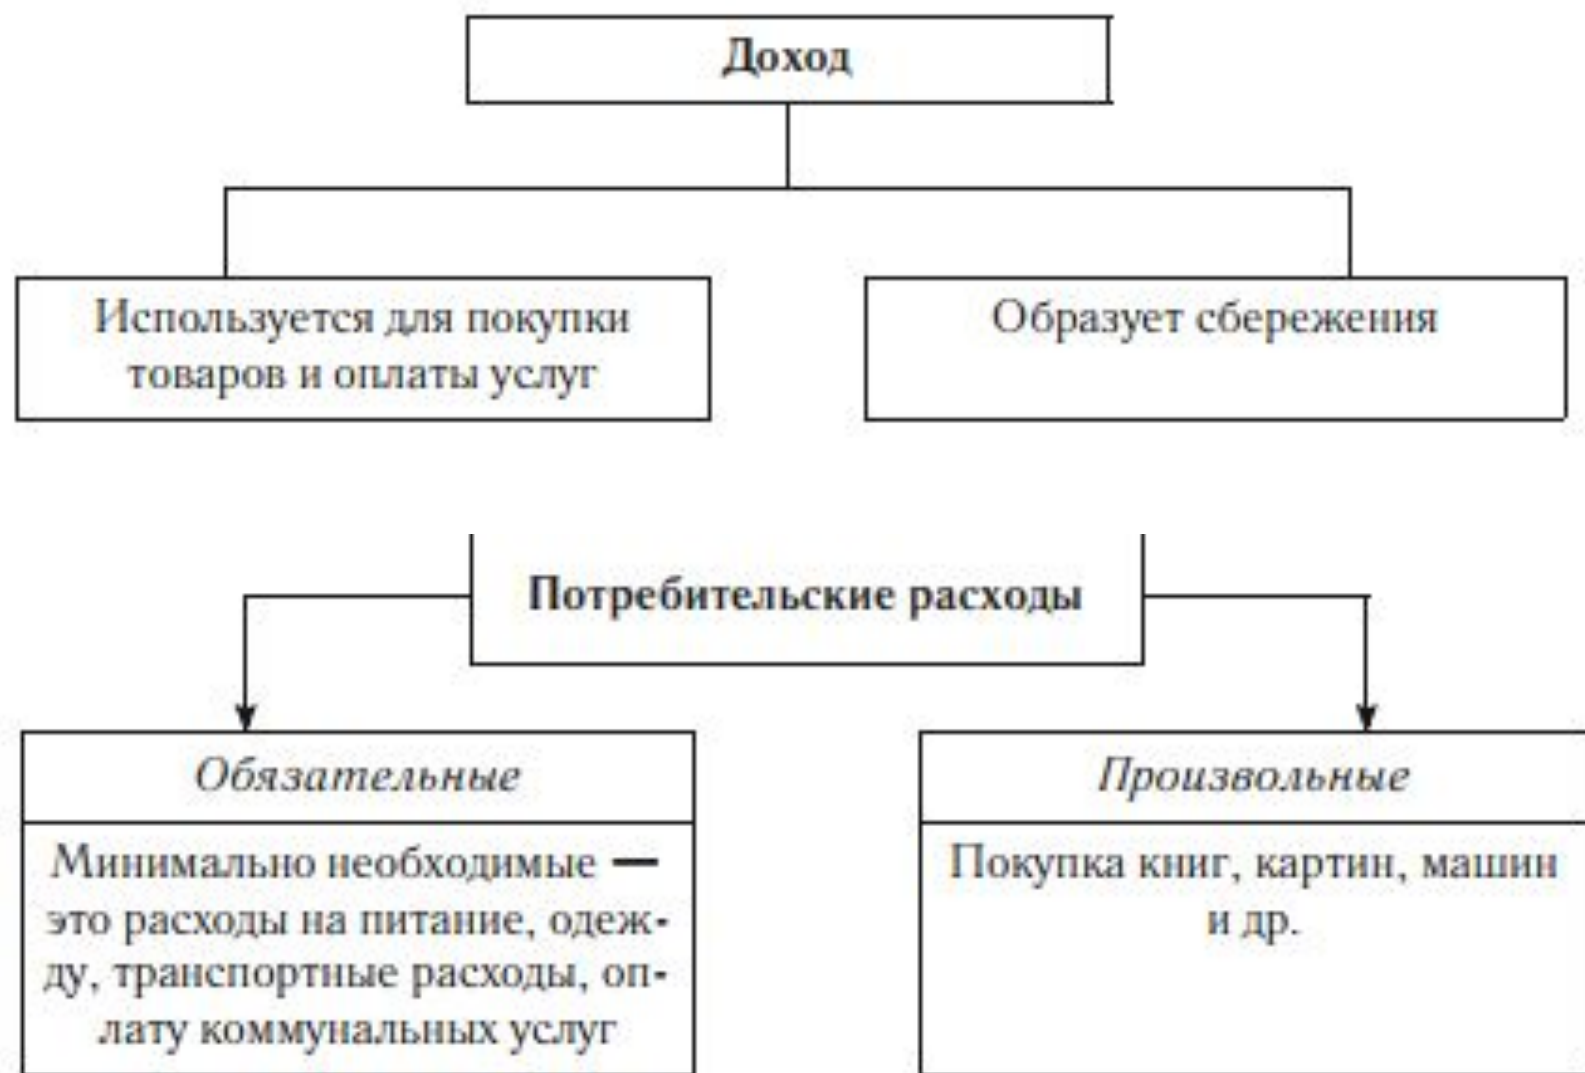 Доход
Используется для покупки
товаров и оплаты услуг
Образует сбережения
Потребительские расходы
Обязательные
Минимально необходимые —
это расходы на питание, одеж-
ду, транспортные расходы, оп-
лату коммунальных услуг
Произвольные
Покупка книг, картин, машин
и др.